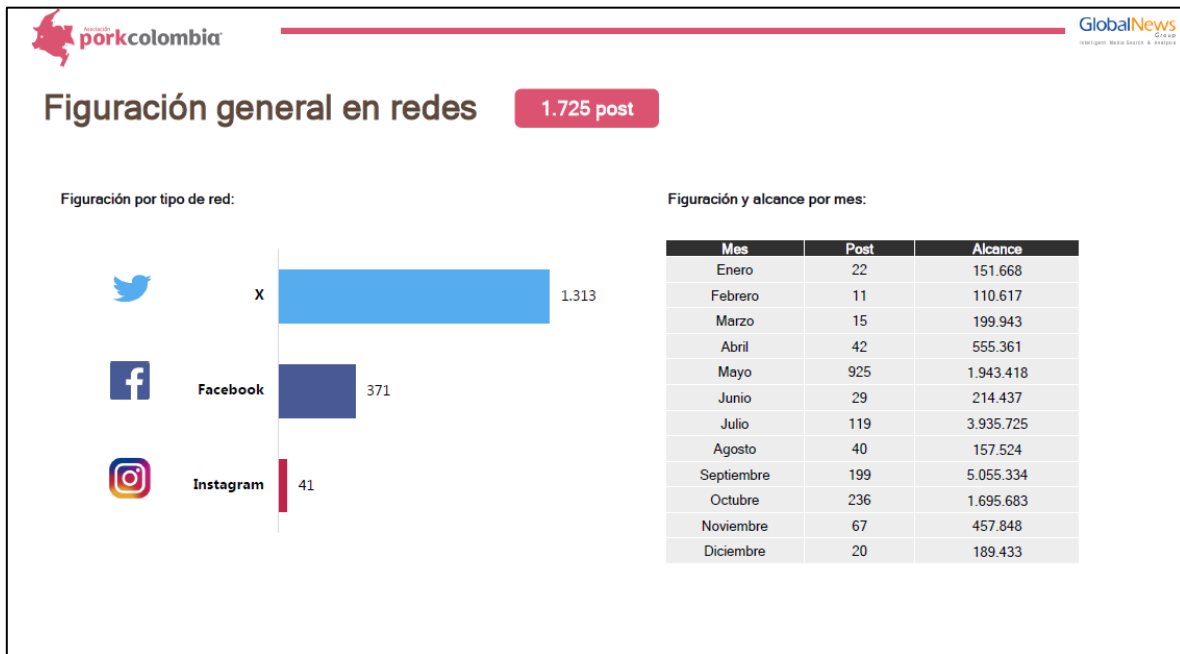 Asociación
porkcolombia
GlobalNews
Group
Intelligent Media Search & Analysis
Figuración general en redes
1.725 post
Figuración por tipo de red:
X 1.313
Facebook 371
Instagram 41
Figuración y alcance por mes:
Mes Post Alcance
Enero 22 151.668
Febrero 11 110.617
Marzo 15 199.943
Abril 42 555.361
Mayo 925 1.943.418
Junio 29 214.437
Julio 119 3.935.725
Agosto 40 157.524
Septiembre 199 5.055.334
Octubre 236 1.695.683
Noviembre 67 457.848
Diciembre 20 189.433